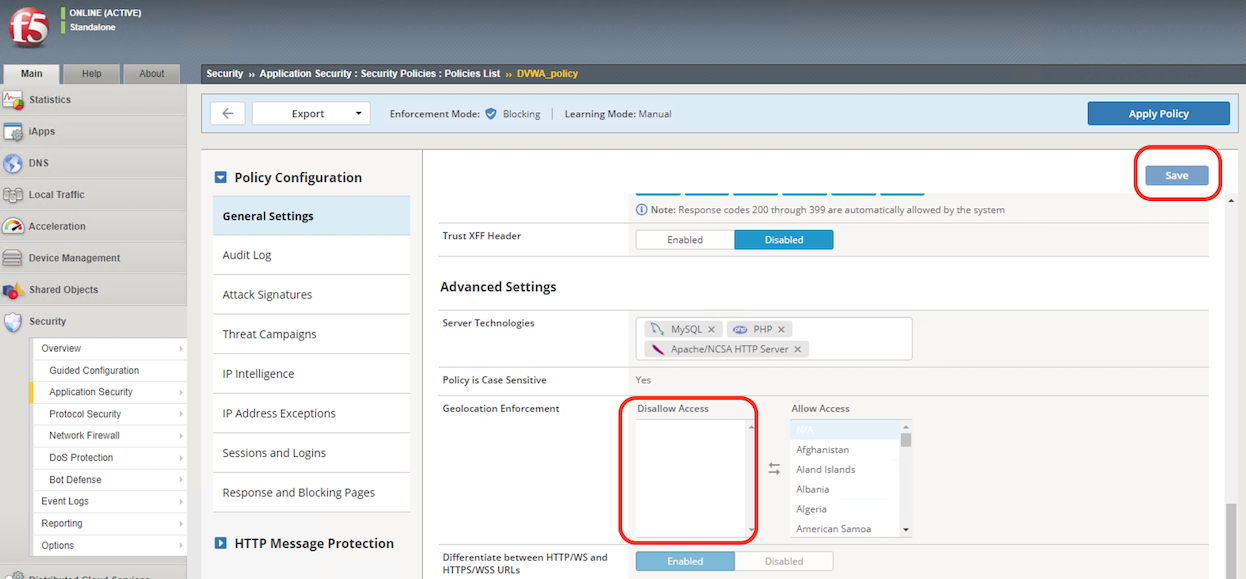 f5
ONLINE (ACTIVE)
Standalone
Main
Help
About
Statistics
iApps
DNS
Local Traffic
Acceleration
Device Management
Shared Objects
Security
Overview
Guided Configuration
Application Security
Protocol Security
Network Firewall
DoS Protection
Bot Defense
Event Logs
Reporting
Options
Distributed Cloud Services
Security ›› Application Security : Security Policies : Policies List ›› DVWA_policy
Export
Enforcement Mode: Blocking
Learning Mode: Manual
Apply Policy
Policy Configuration
General Settings
Audit Log
Attack Signatures
Threat Campaigns
IP Intelligence
IP Address Exceptions
Sessions and Logins
Response and Blocking Pages
HTTP Message Protection
Save
Note: Response codes 200 through 399 are automatically allowed by the system
Trust XFF Header
Enabled
Disabled
Advanced Settings
Server Technologies
MySQL ×
PHP ×
Apache/NCSA HTTP Server ×
Policy is Case Sensitive
Yes
Geolocation Enforcement
Disallow Access
Allow Access
N/A
Afghanistan
Aland Islands
Albania
Algeria
American Samoa
Differentiate between HTTP/WS and
HTTPS/WSS URLs
Enabled
Disabled